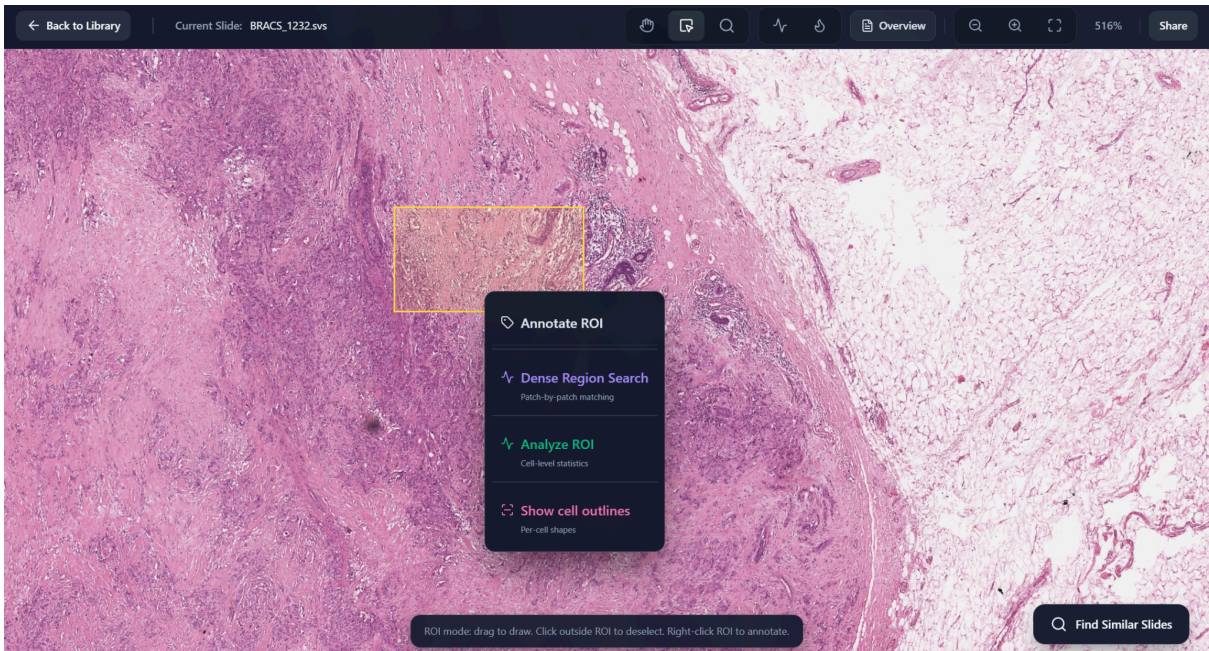 Back to Library
Current Slide: BRACS_1232.svs
Overview
516%
Share
Annotate ROI
Dense Region Search
Patch-by-patch matching
Analyze ROI
Cell-level statistics
Show cell outlines
Per-cell shapes
ROI mode: drag to draw. Click outside ROI to deselect. Right-click ROI to annotate.
Find Similar Slides